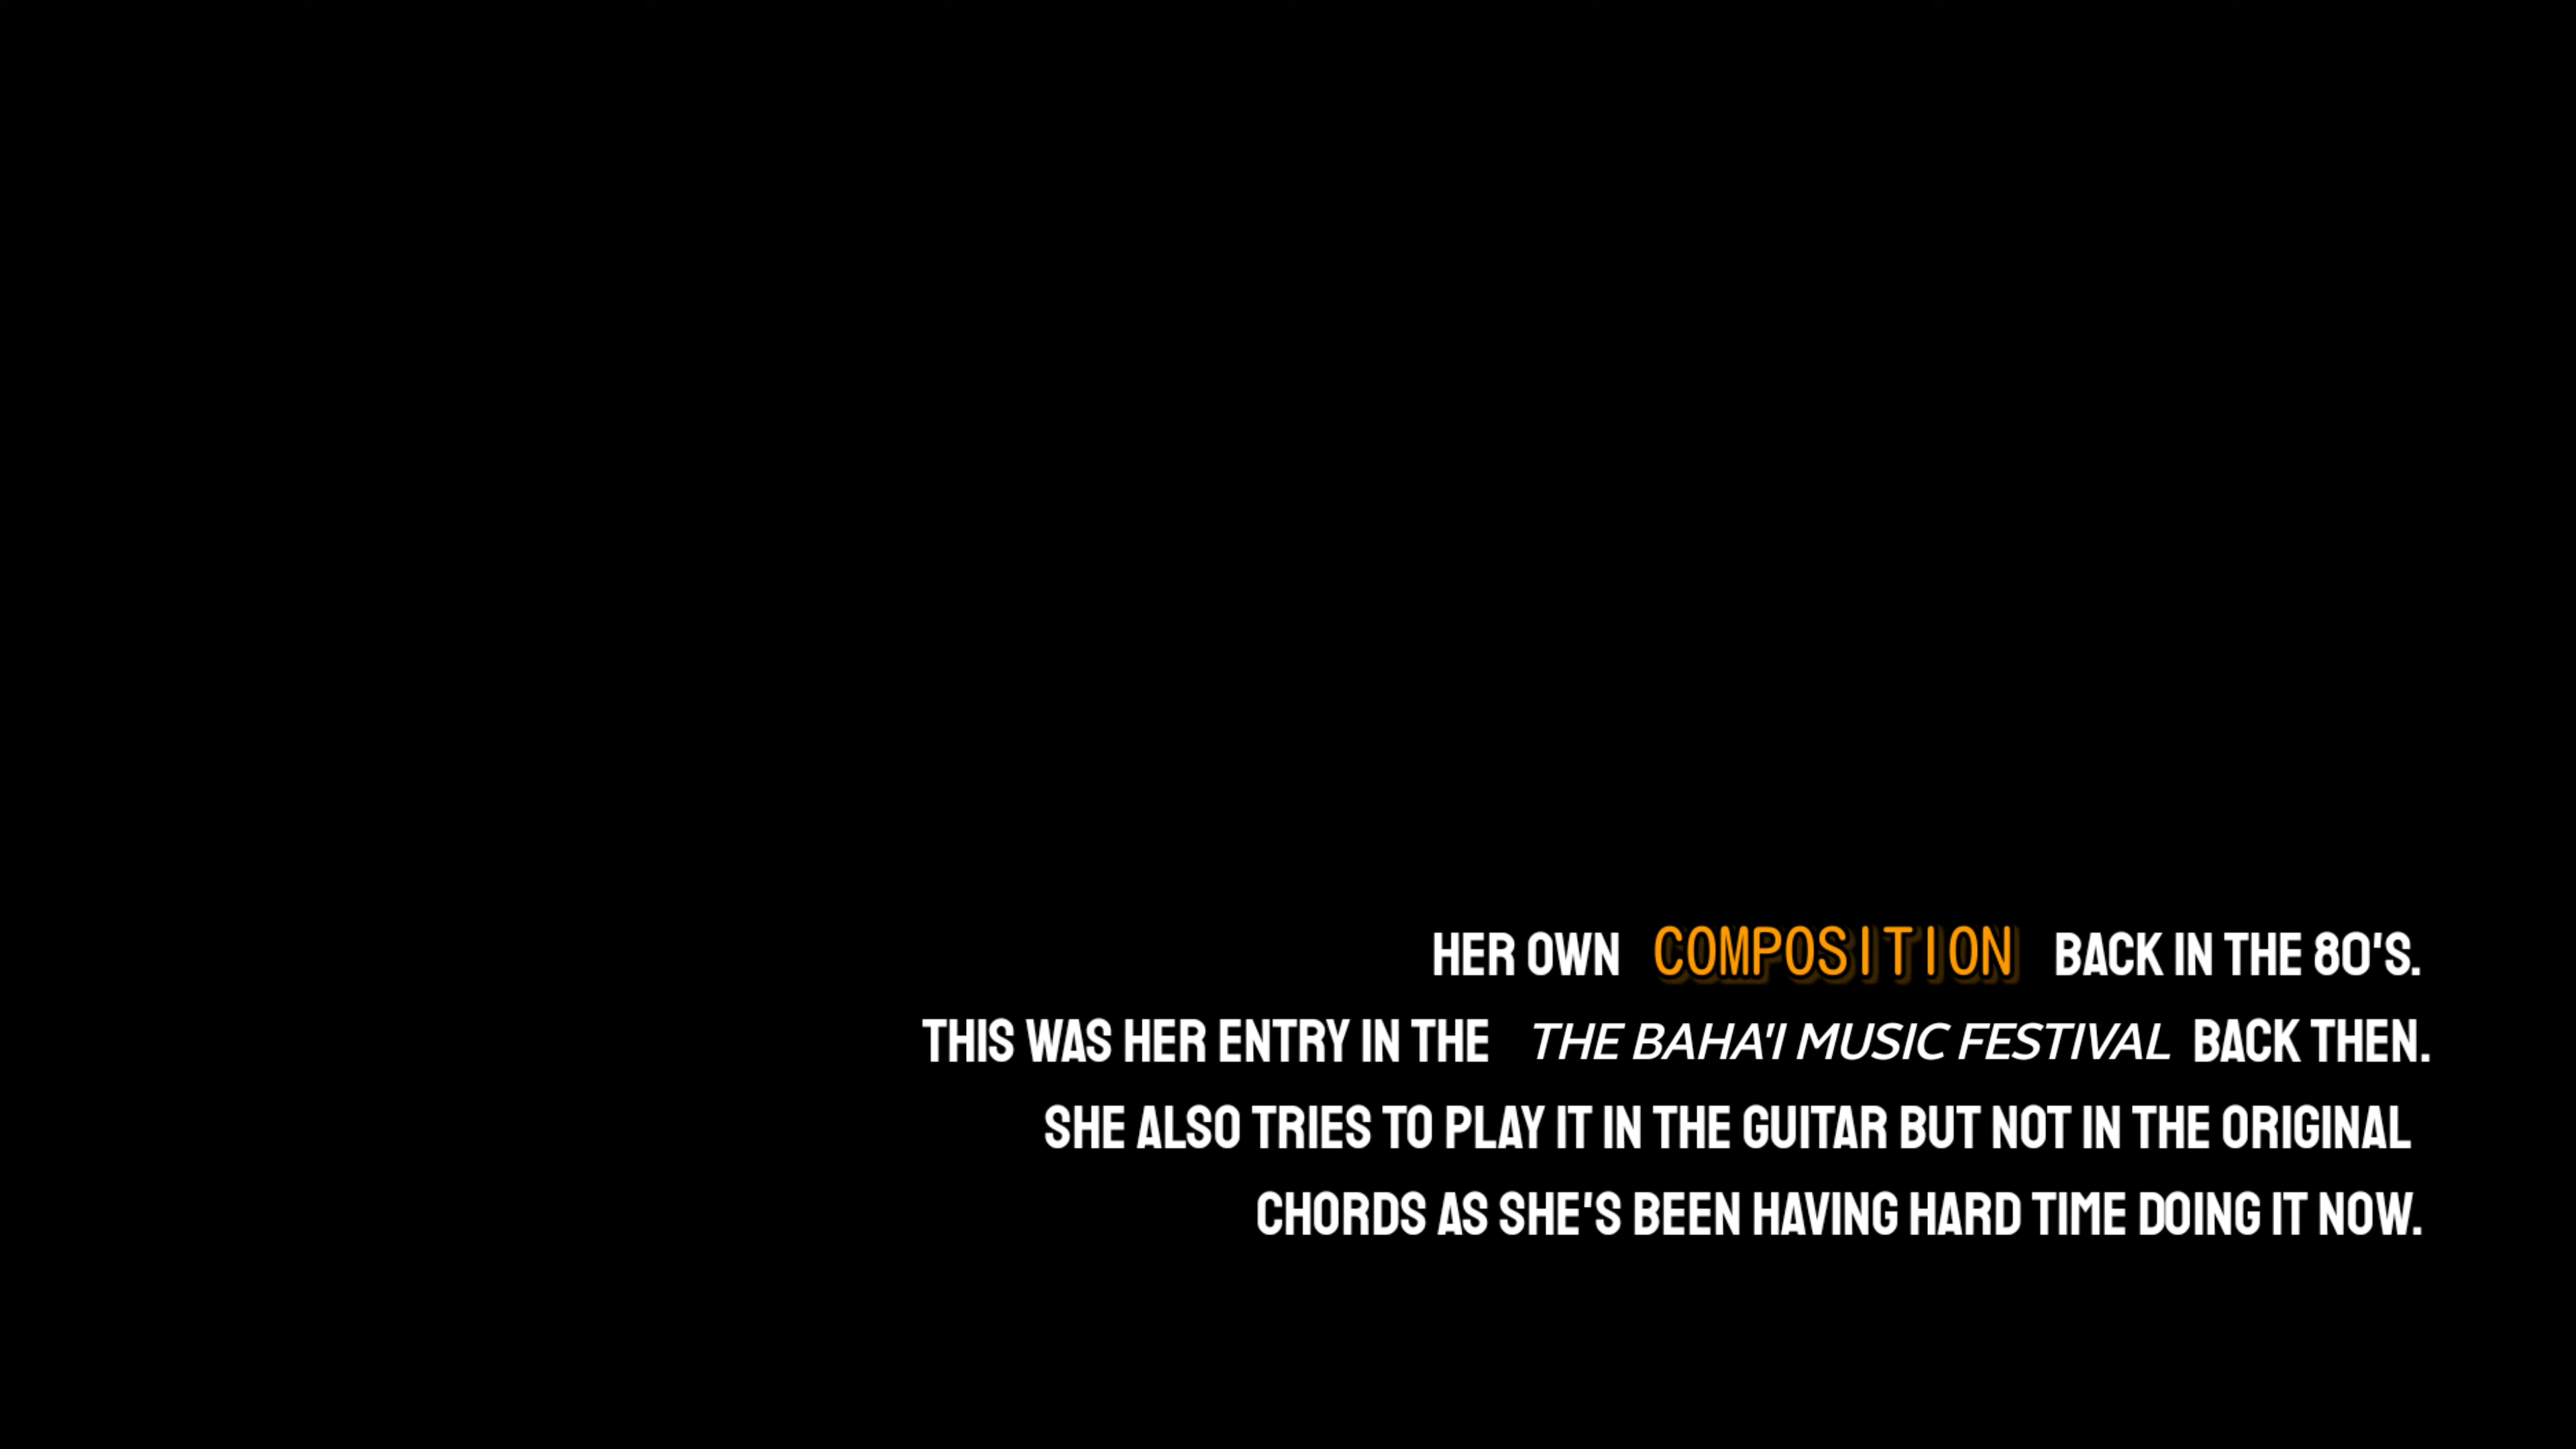 HER OWN COMPOSITION BACK IN THE 80'S.
THIS WAS HER ENTRY IN THE THE BAHA'I MUSIC FESTIVAL BACK THEN.
SHE ALSO TRIES TO PLAY IT IN THE GUITAR BUT NOT IN THE ORIGINAL
CHORDS AS SHE'S BEEN HAVING HARD TIME DOING IT NOW.